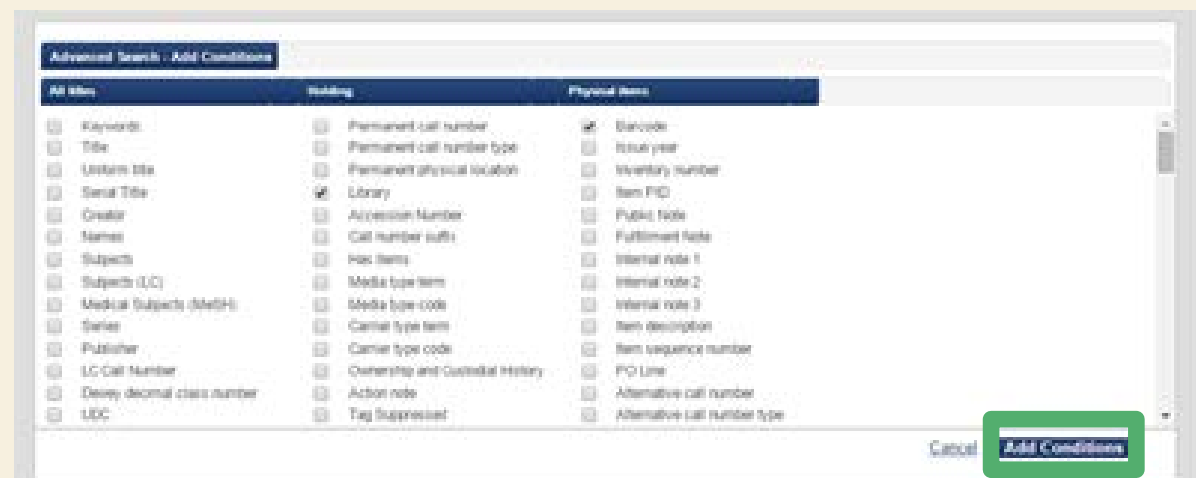 Advanced Search - Add Conditions
All titles Holding Physical items
Keywords Permanent call number Barcode
Title Permanent call number type Issue year
Uniform title Permanent physical location Inventory number
Serial Title Library Item PID
Creator Accession Number Public Note
Names Call number suffix Fulfillment Note
Subjects Has items Internal note 1
Subjects (LC) Media type term Internal note 2
Medical Subjects (MeSH) Media type code Internal note 3
Series Carrier type term Item description
Publisher Carrier type code Item sequence number
LC Call Number Ownership and Custodial History PO Line
Dewey decimal class number Action note Alternative call number
UDC Tag Suppressed Alternative call number type
Cancel Add Conditions